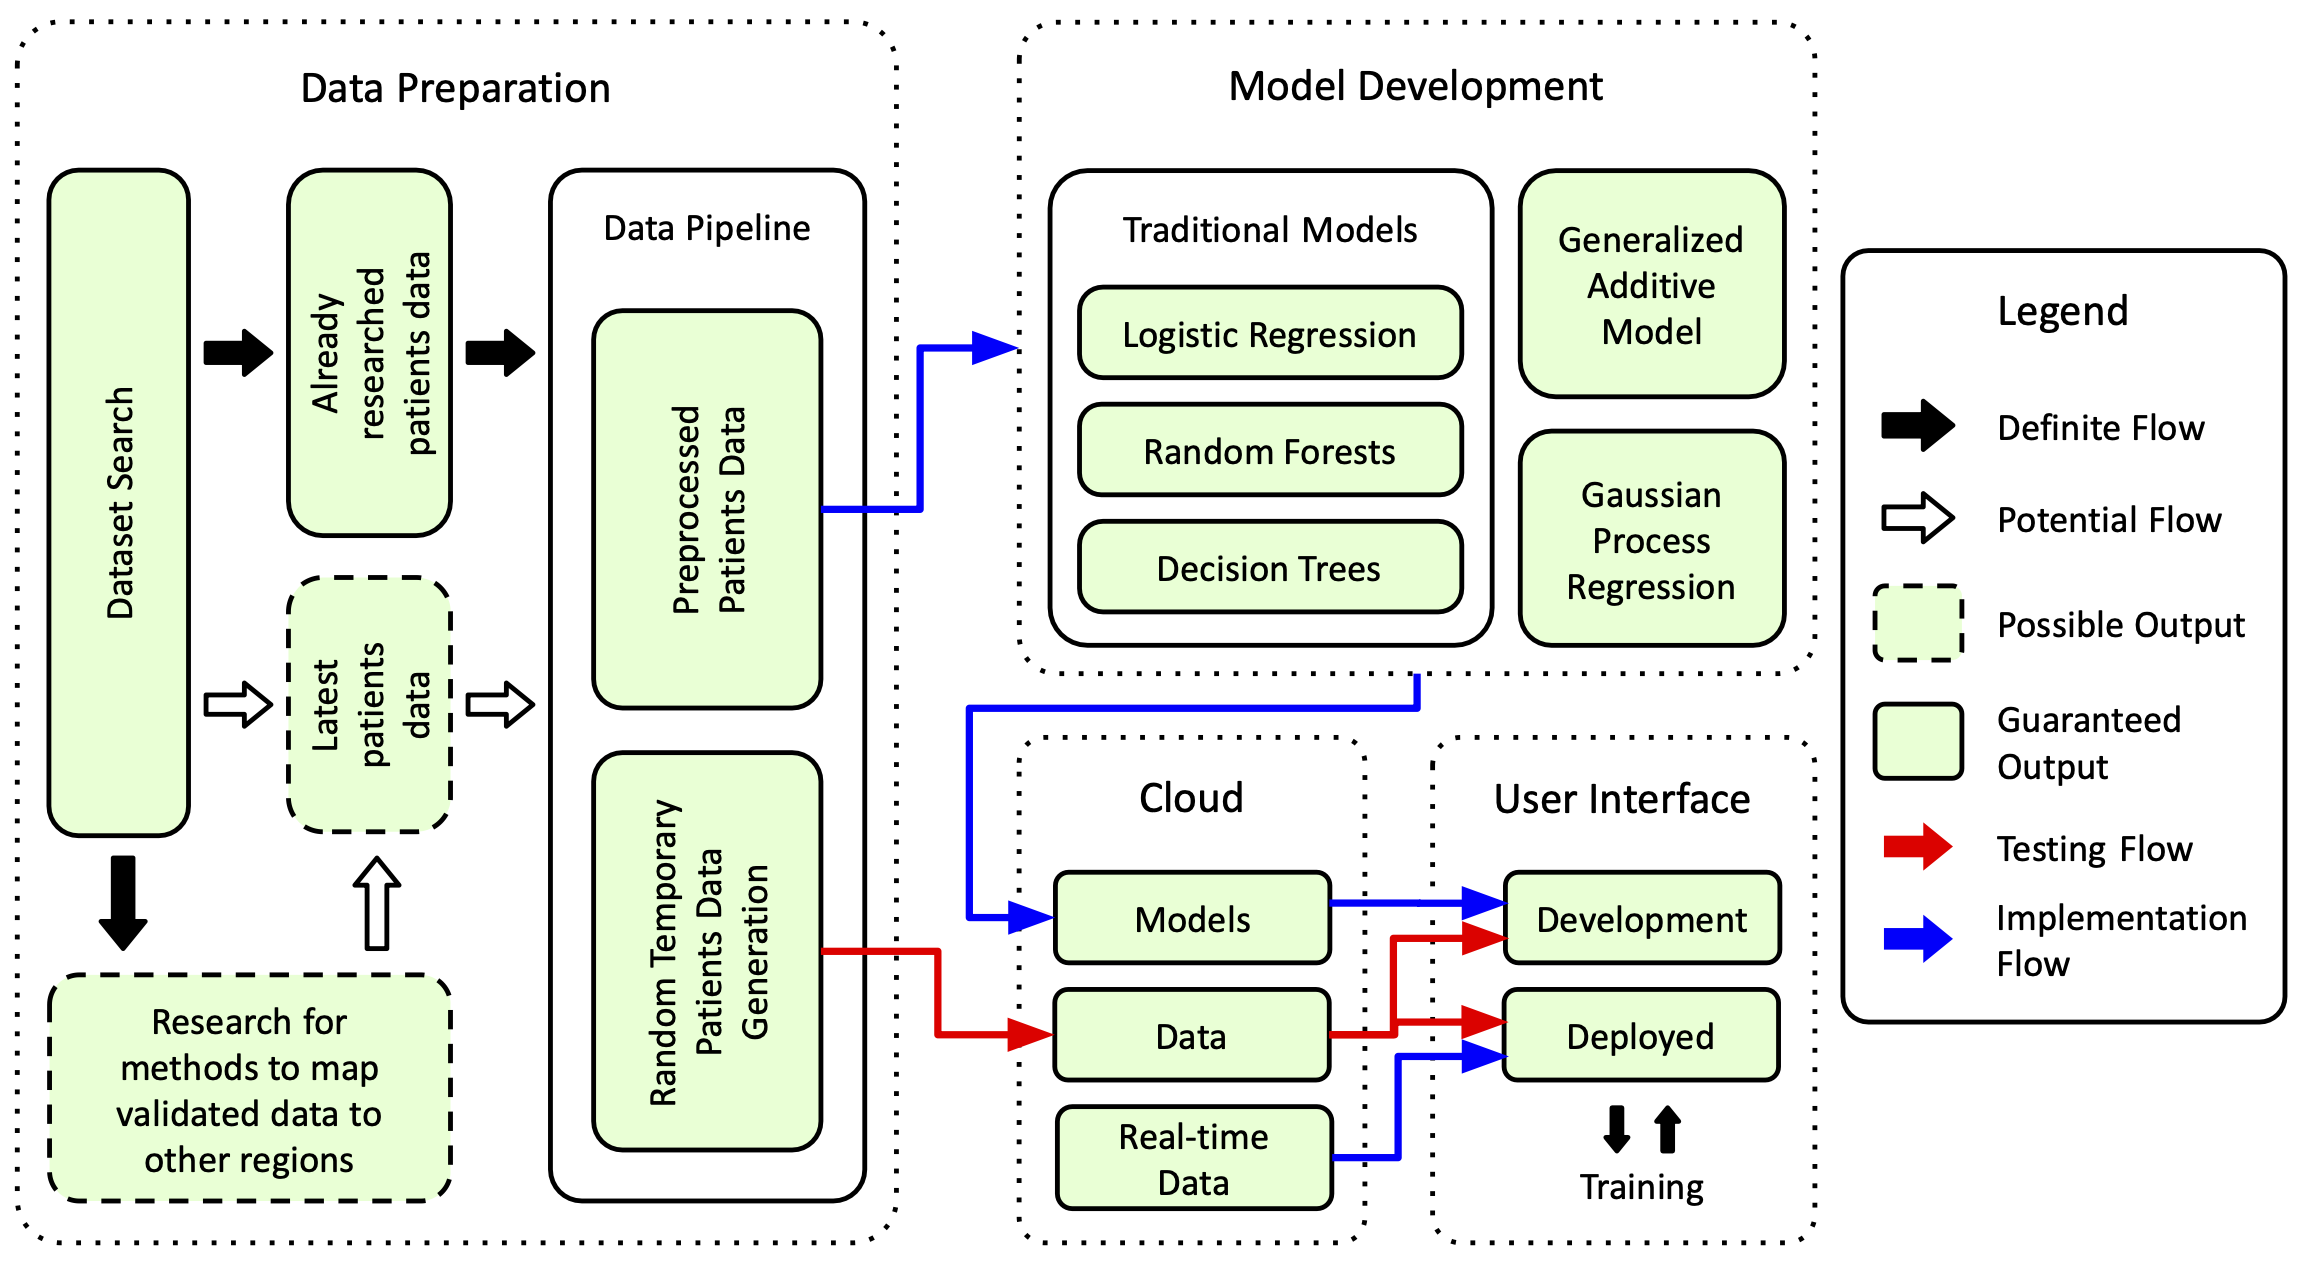 Data Preparation
Dataset Search
Already
researched
patients data
Latest
patients
data
Research for
methods to map
validated data to
other regions
Data Pipeline
Preprocessed
Patients Data
Random Temporary
Patients Data
Generation
Model Development
Traditional Models
Logistic Regression
Random Forests
Decision Trees
Generalized
Additive
Model
Gaussian
Process
Regression
Cloud
Models
Data
Real-time
Data
User Interface
Development
Deployed
Training
Legend
Definite Flow
Potential Flow
Possible Output
Guaranteed
Output
Testing Flow
Implementation
Flow